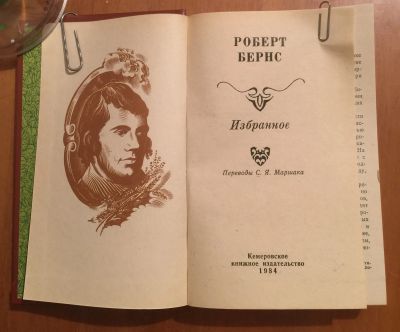 РОБЕРТ
БЕРНС
Избранное
Переводы С. Я. Маршака
Кемеровское
книжное издательство
1984